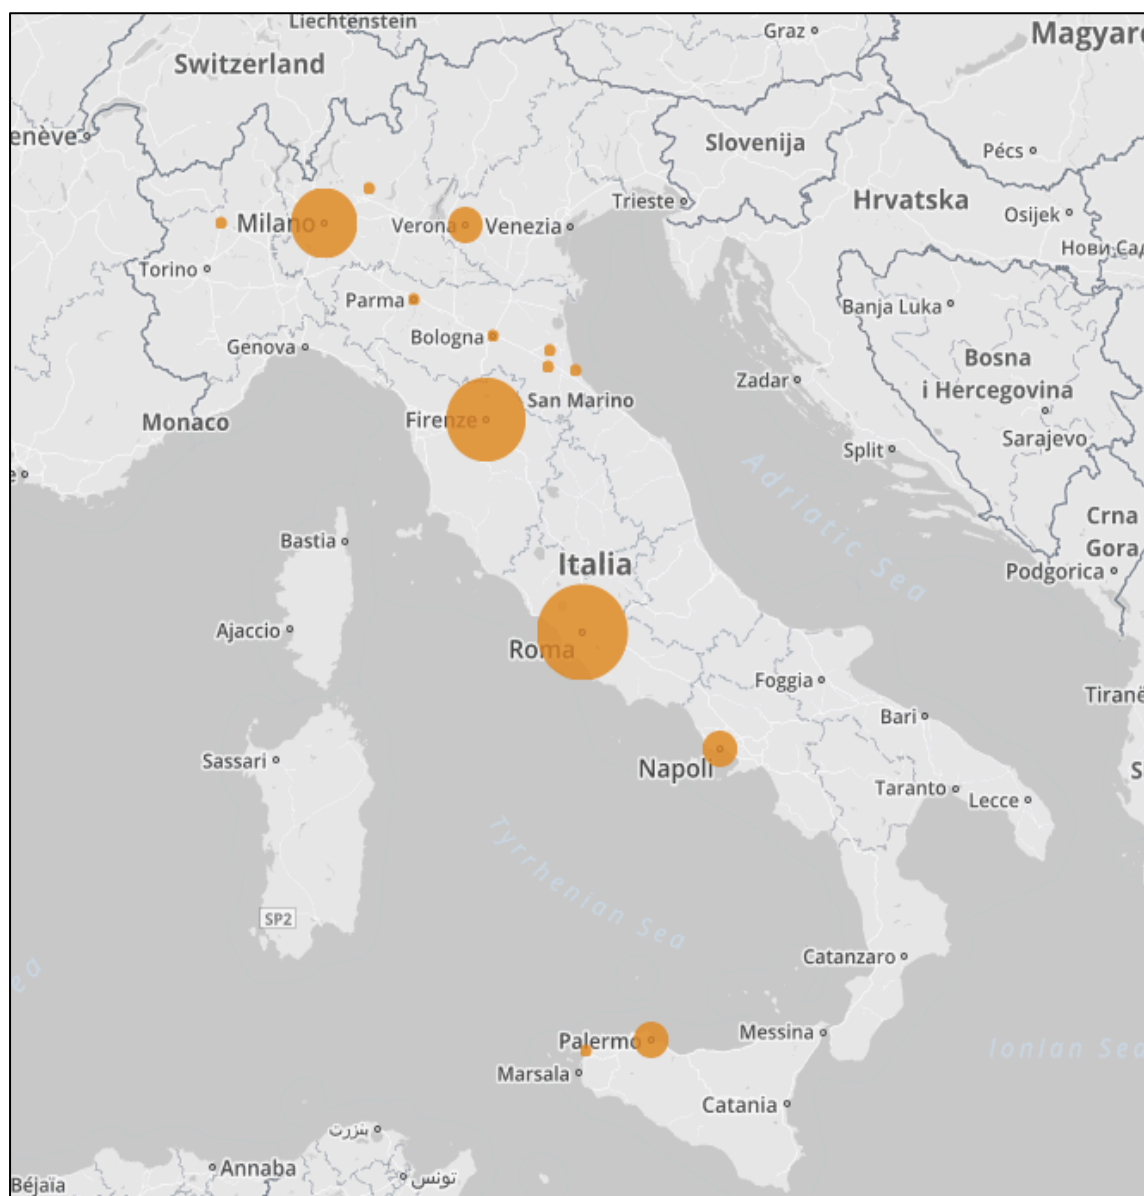 Liechtenstein
Graz
Magyar
Switzerland
enève
Slovenija
Pécs
Trieste
Hrvatska
Osijek
Milano
Verona
Venezia
Нови Сад
Torino
Parma
Banja Luka
Bologna
Genova
Bosna
i Hercegovina
Zadar
San Marino
Monaco
Firenze
Sarajevo
Split
Adriatic Sea
Crna
Gora
Bastia
Italia
Podgorica
Ajaccio
Roma
Foggia
Tiranë
Bari
Sassari
Napoli
S
Taranto
Lecce
Tyrrhenian Sea
SP2
Catanzaro
eo
Palermo
Messina
Ionian Sea
Marsala
Catania
بنزرت
Annaba
تونس
Béjaïa